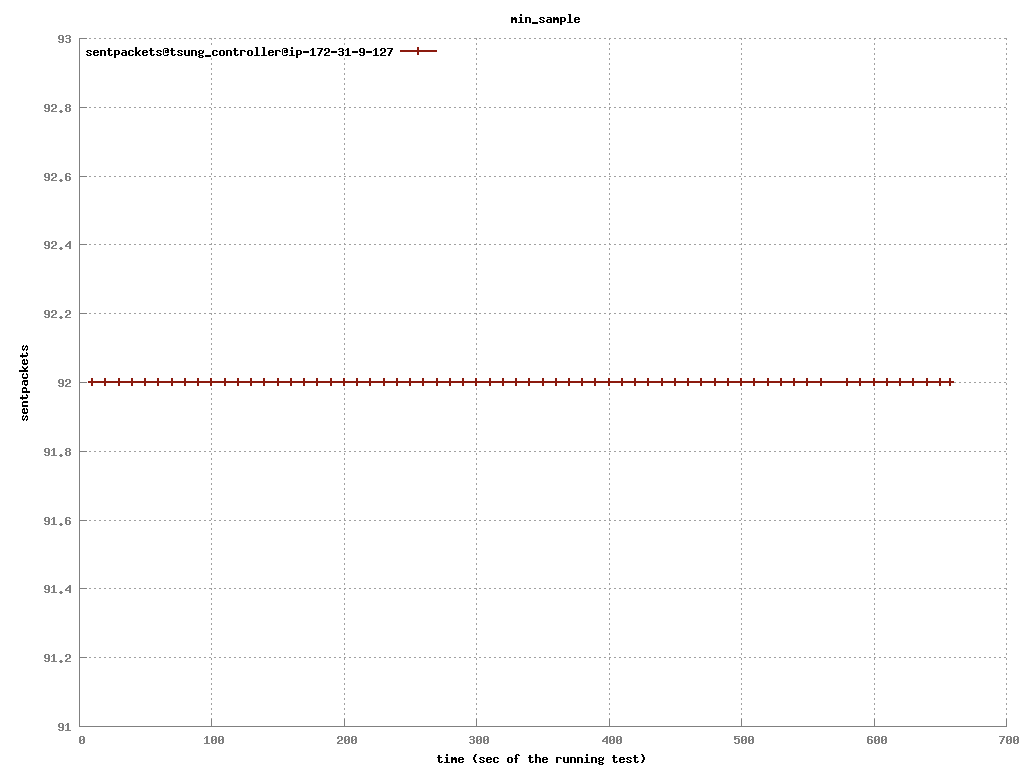 min_sample
93
sentpackets@tsung_controller@ip-172-31-9-127
92.8
92.6
92.4
92.2
92
91.8
91.6
91.4
91.2
91
sentpackets
0 100 200 300 400 500 600 700
time (sec of the running test)